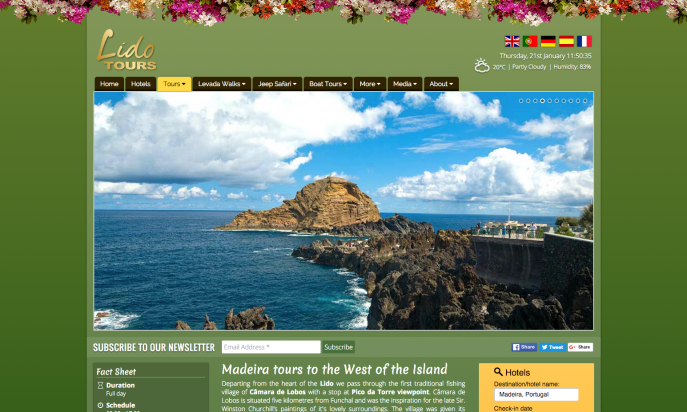 Lido
TOURS
Thursday, 21st January 11:50:35
20°C | Partly Cloudy | Humidity: 83%
Home Hotels Tours Levada Walks Jeep Safari Boat Tours More Media About
SUBSCRIBE TO OUR NEWSLETTER Email Address * Subscribe Share Tweet Share
Fact Sheet
Duration
Full day
Schedule
Madeira tours to the West of the Island
Departing from the heart of the Lido we pass through the first traditional fishing
village of Câmara de Lobos with a stop at Pico da Torre viewpoint. Câmara de
Lobos is situated five kilometres from Funchal and was the inspiration for the late Sir.
Winston Churchill's paintings of it's lovely surroundings. The village was given its
Hotels
Destination/hotel name:
Madeira, Portugal
Check-in date